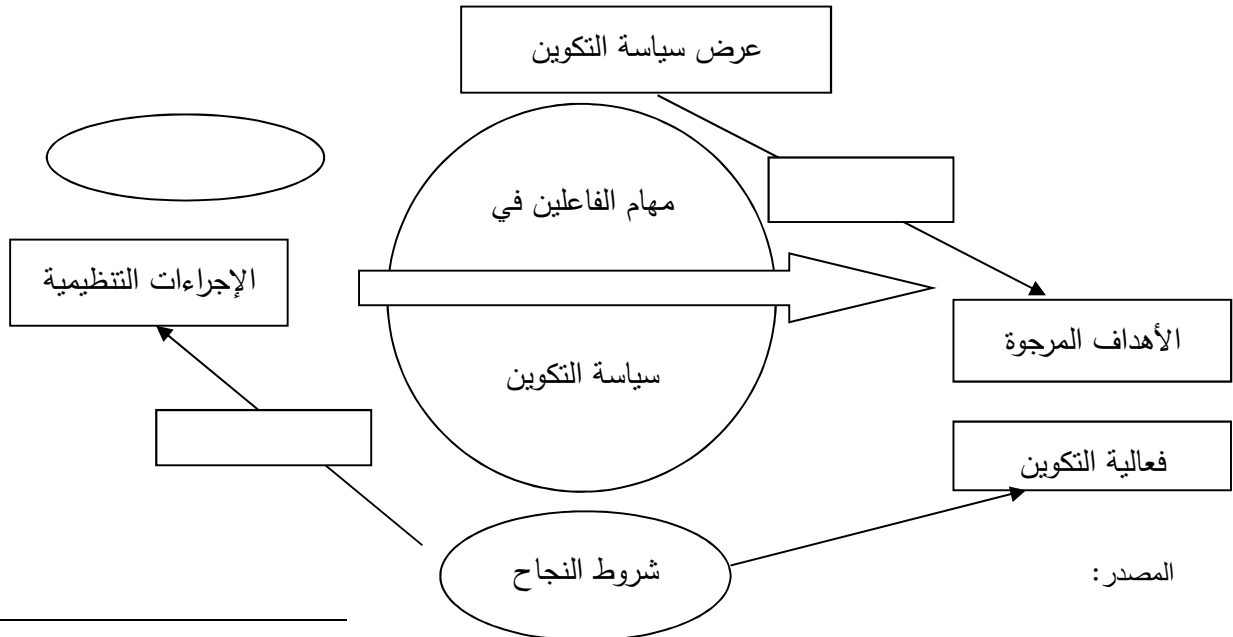 عرض سياسة التكوين
مهام الفاعلين في
الإجراءات التنظيمية
الأهداف المرجوة
سياسة التكوين
فعالية التكوين
شروط النجاح
المصدر: